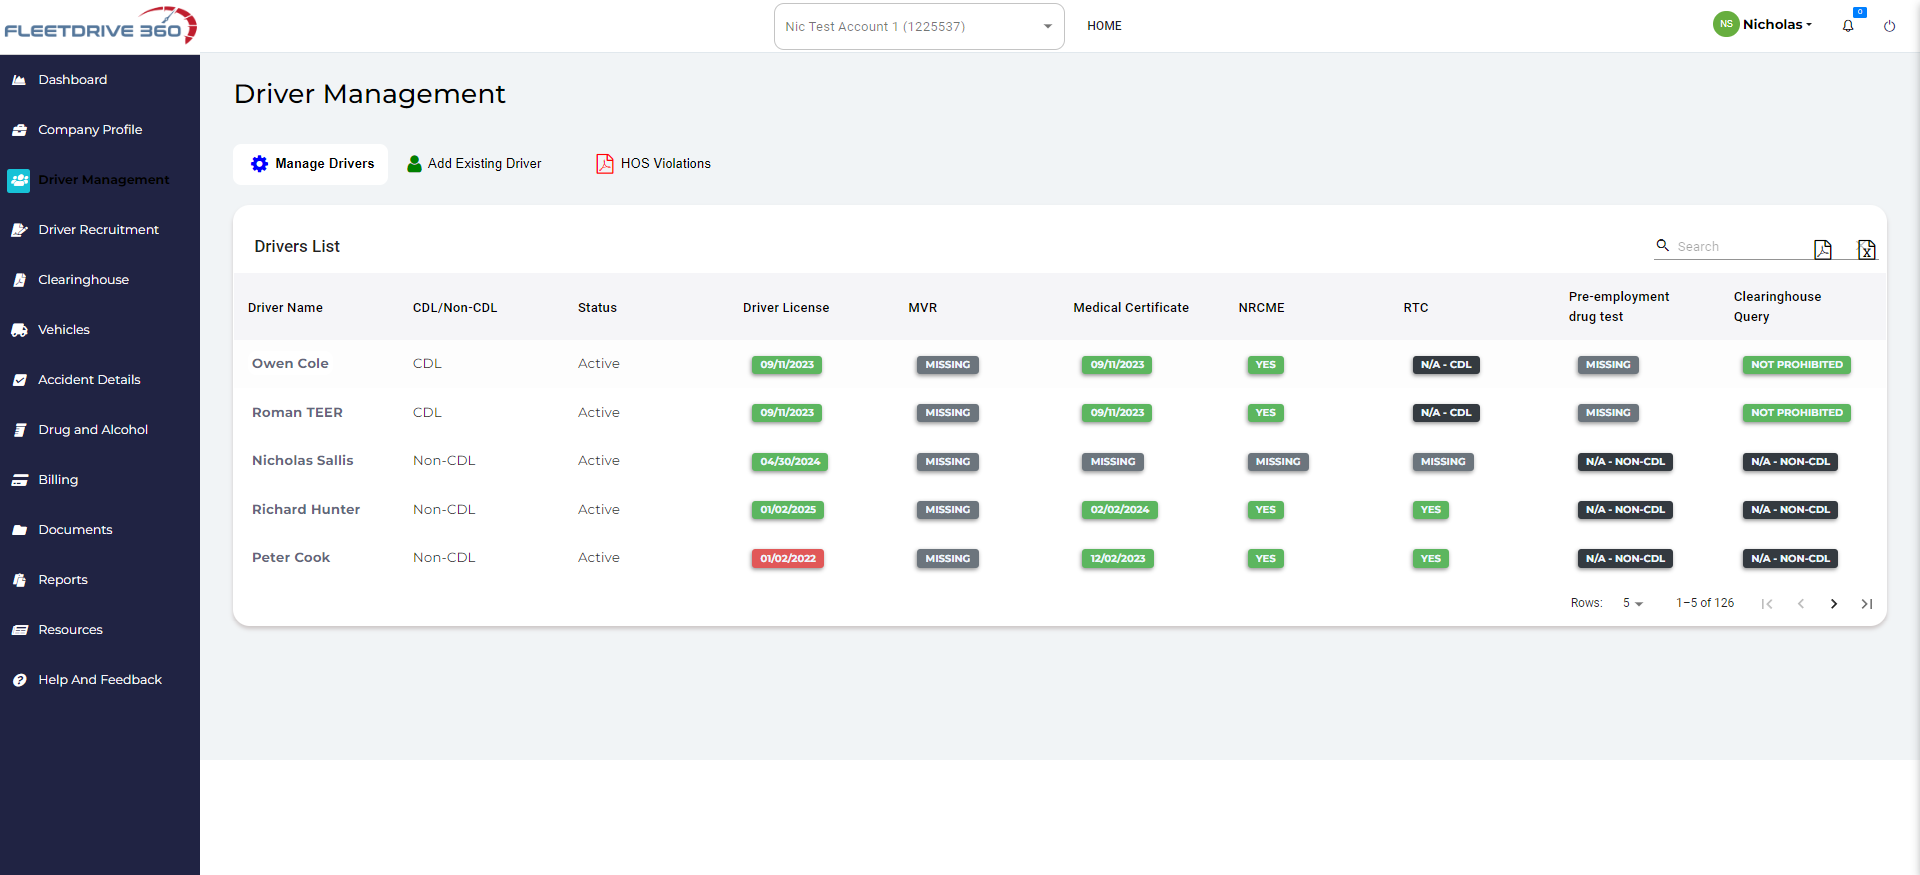 FLEETDRIVE 360
Nic Test Account 1 (1225537)
HOME
NS Nicholas
0
Dashboard
Company Profile
Driver Management
Driver Recruitment
Clearinghouse
Vehicles
Accident Details
Drug and Alcohol
Billing
Documents
Reports
Resources
Help And Feedback
Driver Management
Manage Drivers Add Existing Driver HOS Violations
Drivers List
Search
Driver Name CDL/Non-CDL Status Driver License MVR Medical Certificate NRCME RTC Pre-employment drug test Clearinghouse Query
Owen Cole CDL Active 09/11/2023 MISSING 09/11/2023 YES N/A - CDL MISSING NOT PROHIBITED
Roman TEER CDL Active 09/11/2023 MISSING 09/11/2023 YES N/A - CDL MISSING NOT PROHIBITED
Nicholas Sallis Non-CDL Active 04/30/2024 MISSING MISSING MISSING MISSING N/A - NON-CDL N/A - NON-CDL
Richard Hunter Non-CDL Active 01/02/2025 MISSING 02/02/2024 YES YES N/A - NON-CDL N/A - NON-CDL
Peter Cook Non-CDL Active 01/02/2022 MISSING 12/02/2023 YES YES N/A - NON-CDL N/A - NON-CDL
Rows: 5 1–5 of 126